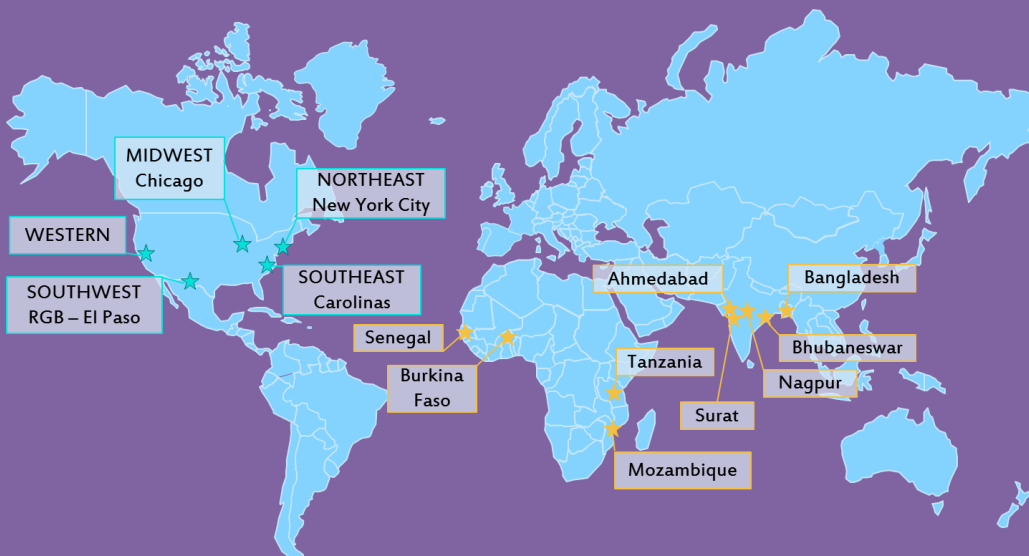 MIDWEST
Chicago
NORTHEAST
New York City
WESTERN
SOUTHWEST
RGB – El Paso
SOUTHEAST
Carolinas
Senegal
Burkina
Faso
Ahmedabad
Bangladesh
Tanzania
Bhubaneswar
Nagpur
Surat
Mozambique